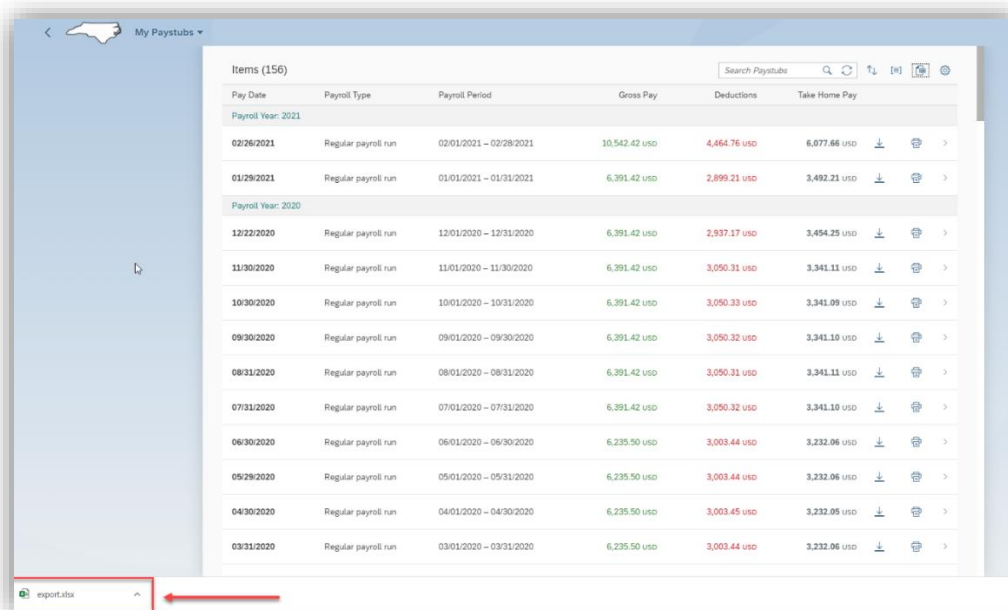 My Paystubs
Items (156)
Search Paystubs
Pay Date Payroll Type Payroll Period Gross Pay Deductions Take Home Pay
Payroll Year: 2021
02/26/2021 Regular payroll run 02/01/2021 – 02/28/2021 10,542.42 USD 4,464.76 USD 6,077.66 USD
01/29/2021 Regular payroll run 01/01/2021 – 01/31/2021 6,391.42 USD 2,899.21 USD 3,492.21 USD
Payroll Year: 2020
12/22/2020 Regular payroll run 12/01/2020 – 12/31/2020 6,391.42 USD 2,937.17 USD 3,454.25 USD
11/30/2020 Regular payroll run 11/01/2020 – 11/30/2020 6,391.42 USD 3,050.31 USD 3,341.11 USD
10/30/2020 Regular payroll run 10/01/2020 – 10/31/2020 6,391.42 USD 3,050.33 USD 3,341.09 USD
09/30/2020 Regular payroll run 09/01/2020 – 09/30/2020 6,391.42 USD 3,050.32 USD 3,341.10 USD
08/31/2020 Regular payroll run 08/01/2020 – 08/31/2020 6,391.42 USD 3,050.31 USD 3,341.11 USD
07/31/2020 Regular payroll run 07/01/2020 – 07/31/2020 6,391.42 USD 3,050.32 USD 3,341.10 USD
06/30/2020 Regular payroll run 06/01/2020 – 06/30/2020 6,235.50 USD 3,003.44 USD 3,232.06 USD
05/29/2020 Regular payroll run 05/01/2020 – 05/31/2020 6,235.50 USD 3,003.44 USD 3,232.06 USD
04/30/2020 Regular payroll run 04/01/2020 – 04/30/2020 6,235.50 USD 3,003.45 USD 3,232.05 USD
03/31/2020 Regular payroll run 03/01/2020 – 03/31/2020 6,235.50 USD 3,003.44 USD 3,232.06 USD
export.xlsx